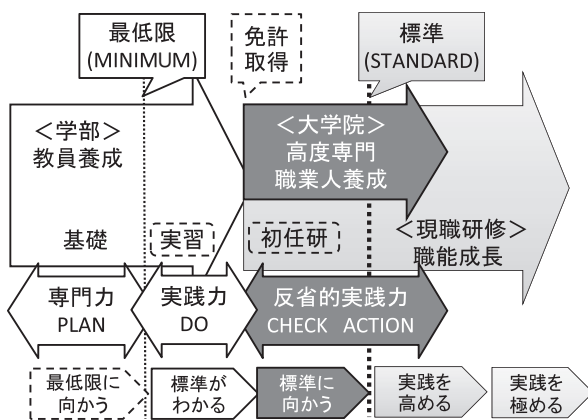 最低限
(MINIMUM)
免許
取得
標準
(STANDARD)
＜学部＞
教員養成
＜大学院＞
高度専門
職業人養成
基礎
実習
初任研
＜現職研修＞
職能成長
専門力
PLAN
実践力
DO
反省的実践力
CHECK ACTION
最低限に
向かう
標準が
わかる
標準に
向かう
実践を
高める
実践を
極める